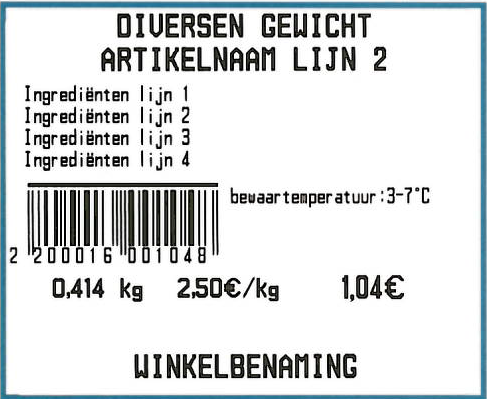 DIVERSEN GEWICHT
ARTIKELNAAM LIJN 2
Ingrediënten lijn 1
Ingrediënten lijn 2
Ingrediënten lijn 3
Ingrediënten lijn 4
bewaartemperatuur:3-7°C
2 200016 001048
0,414 kg 2,50€/kg 1,04€
WINKELBENAMING